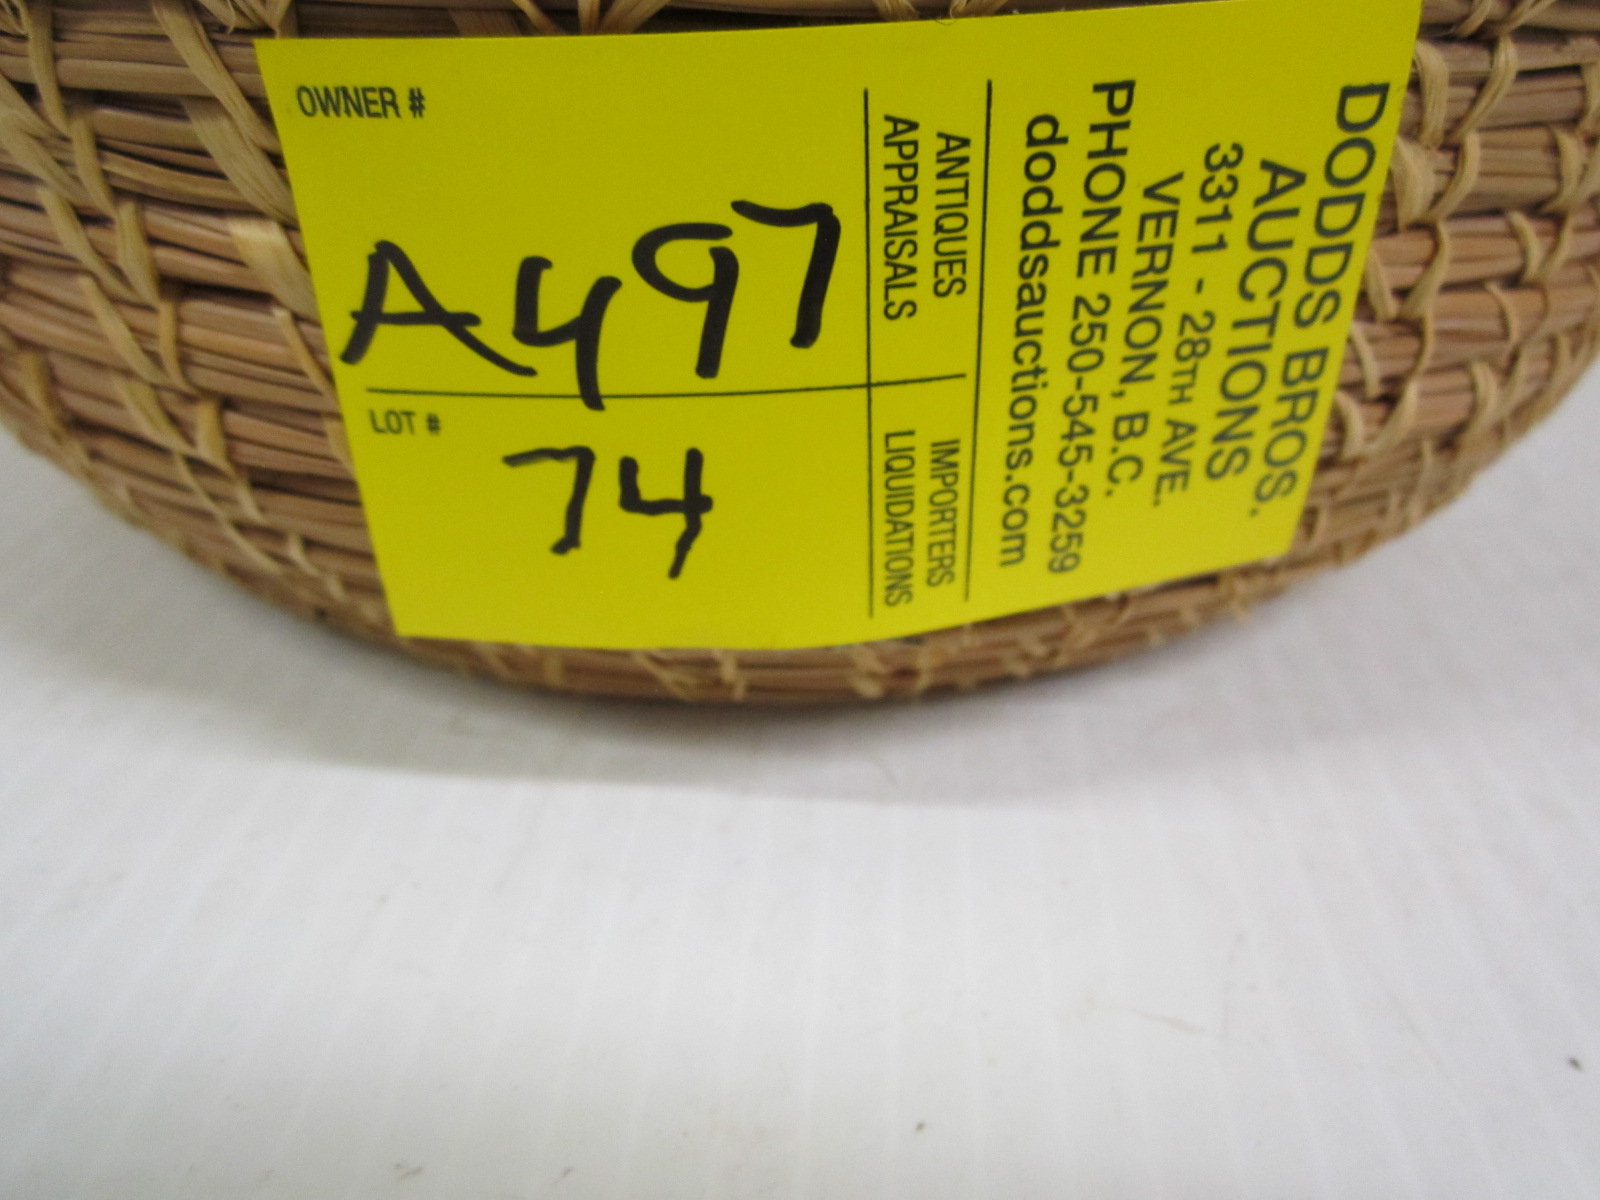 OWNER #
A497
LOT #
74
DODDS BROS.
AUCTIONS
3311 - 28TH AVE.
VERNON, B.C.
PHONE 250-545-3259
doddsauctions.com
ANTIQUES
APPRAISALS
IMPORTERS
LIQUIDATIONS